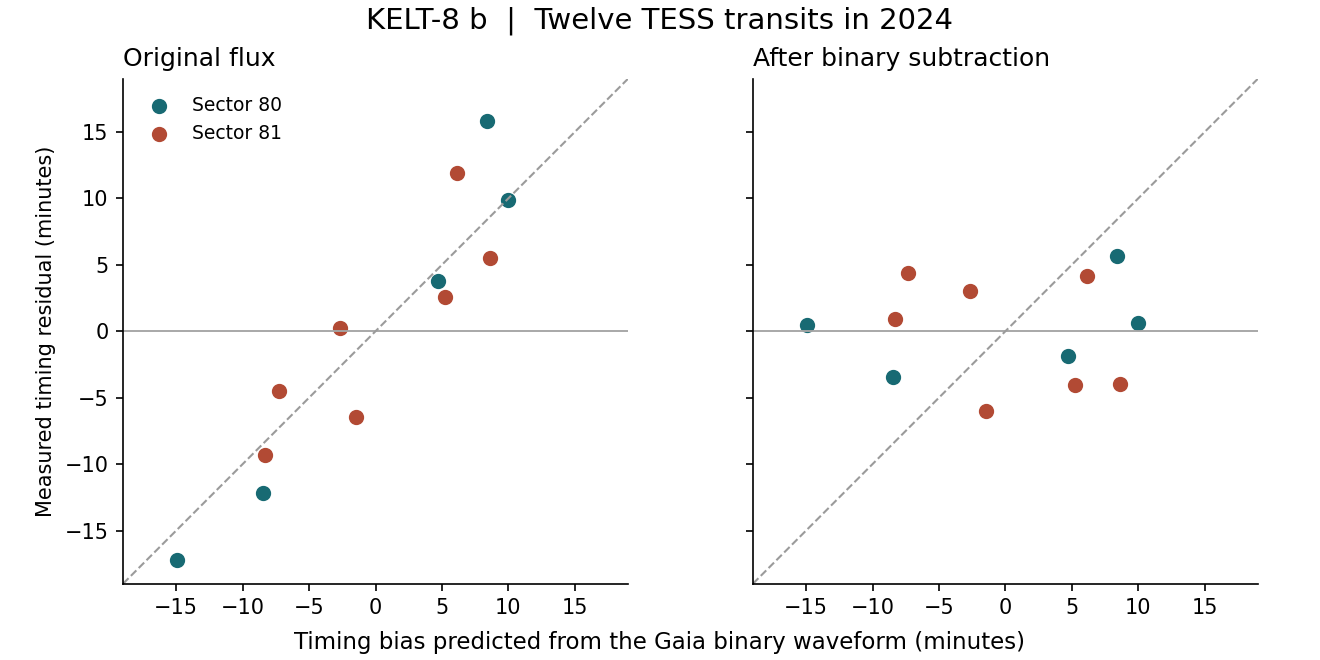 KELT-8 b | Twelve TESS transits in 2024
Original flux
After binary subtraction
Sector 80
Sector 81
Measured timing residual (minutes)
15
10
5
0
−5
−10
−15
−15 −10 −5 0 5 10 15
−15 −10 −5 0 5 10 15
Timing bias predicted from the Gaia binary waveform (minutes)